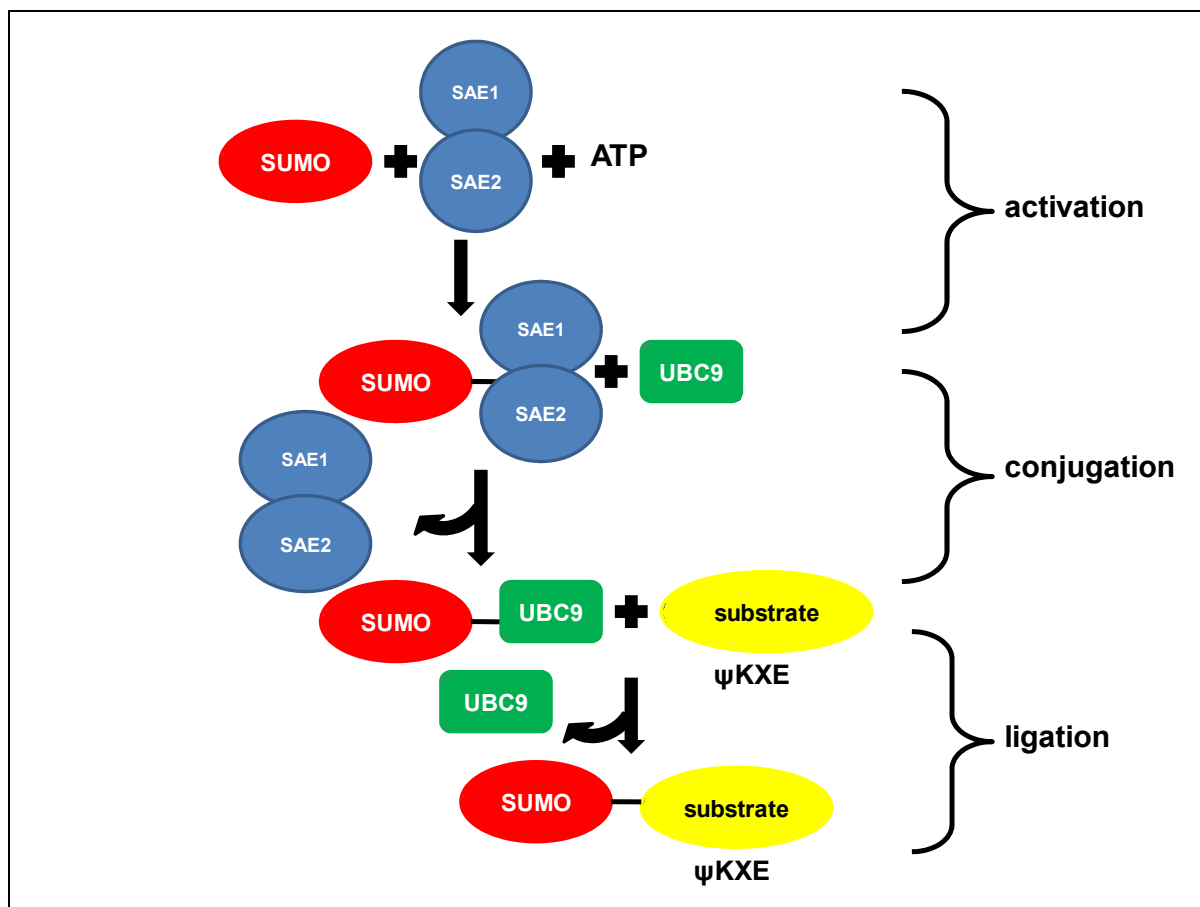 SAE1
SUMO
SAE2
ATP
activation
SAE1
SUMO
SAE2
UBC9
SAE1
SAE2
conjugation
SUMO
UBC9
substrate
ψKXE
UBC9
ligation
SUMO
substrate
ψKXE